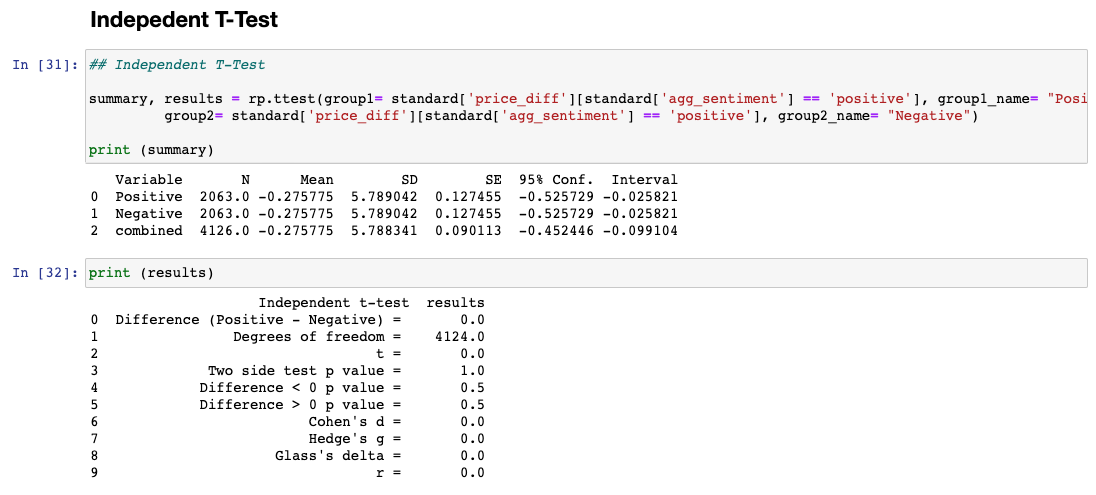 Indepedent T-Test
In [31]: ## Independent T-Test
summary, results = rp.ttest(group1= standard['price_diff'][standard['agg_sentiment'] == 'positive'], group1_name= "Posi
group2= standard['price_diff'][standard['agg_sentiment'] == 'positive'], group2_name= "Negative")
print (summary)
Variable N Mean SD SE 95% Conf. Interval
0 Positive 2063.0 -0.275775 5.789042 0.127455 -0.525729 -0.025821
1 Negative 2063.0 -0.275775 5.789042 0.127455 -0.525729 -0.025821
2 combined 4126.0 -0.275775 5.788341 0.090113 -0.452446 -0.099104
In [32]: print (results)
Independent t-test results
0 Difference (Positive - Negative) = 0.0
1 Degrees of freedom = 4124.0
2 t = 0.0
3 Two side test p value = 1.0
4 Difference < 0 p value = 0.5
5 Difference > 0 p value = 0.5
6 Cohen's d = 0.0
7 Hedge's g = 0.0
8 Glass's delta = 0.0
9 r = 0.0